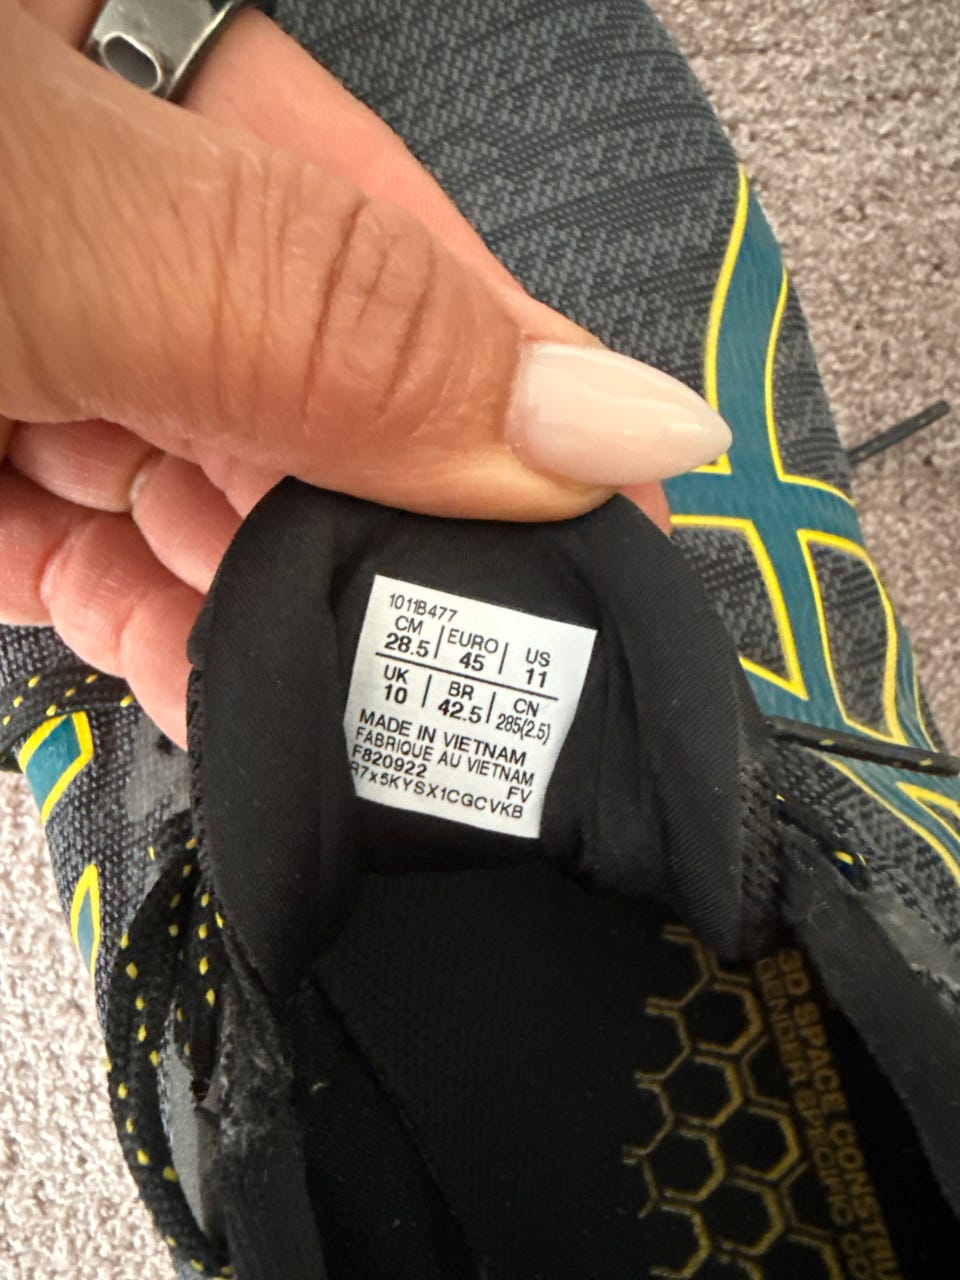 1011B477
CM EURO US
28.5 45 11
UK BR CN
10 42.5 285(2.5)
MADE IN VIETNAM
FABRIQUE AU VIETNAM
F820922 FV
R7x5KYSX1CGCVKB
3D SPACE CONSTRU
GENDER SPECIFIC CO